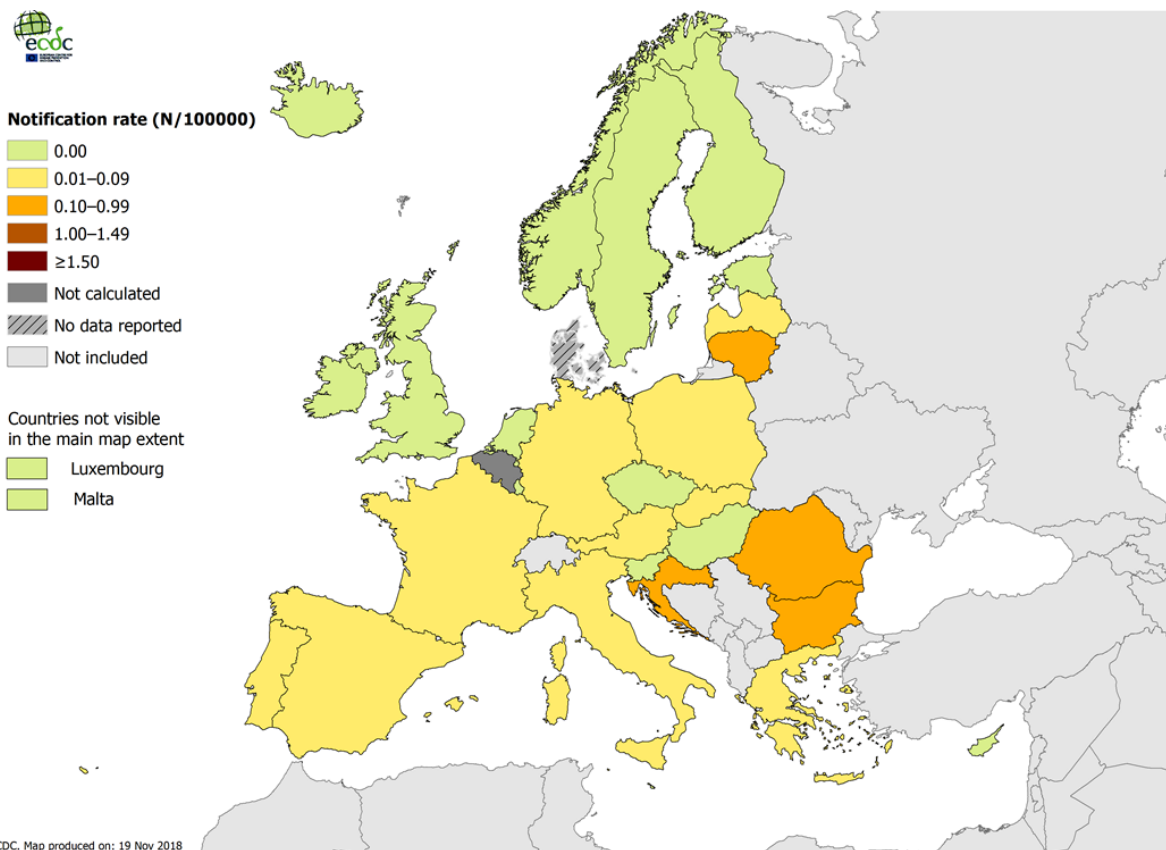 ecdc
Notification rate (N/100000)
0.00
0.01–0.09
0.10–0.99
1.00–1.49
≥1.50
Not calculated
No data reported
Not included
Countries not visible
in the main map extent
Luxembourg
Malta
CDC. Map produced on: 19 Nov 2018